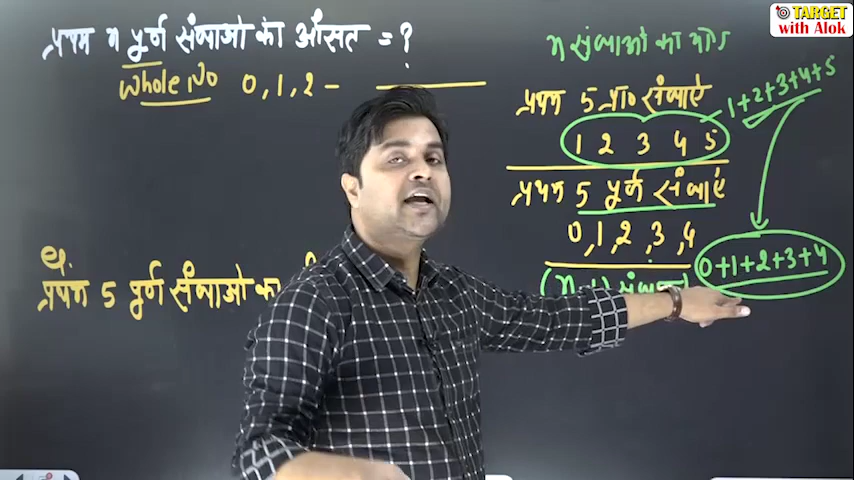 TARGET
with Alok
प्रथम n पूर्ण संख्याओ का औसत = ?
Whole No 0, 1, 2 –
n संख्याओ का योग
प्रथम 5 प्रा० संख्याऐं
1 2 3 4 5
1+2+3+4+5
प्रथम 5 पूर्ण संख्याऐं
0, 1, 2, 3, 4
0+1+2+3+4
प्रथम 5 पूर्ण संख्याओ का